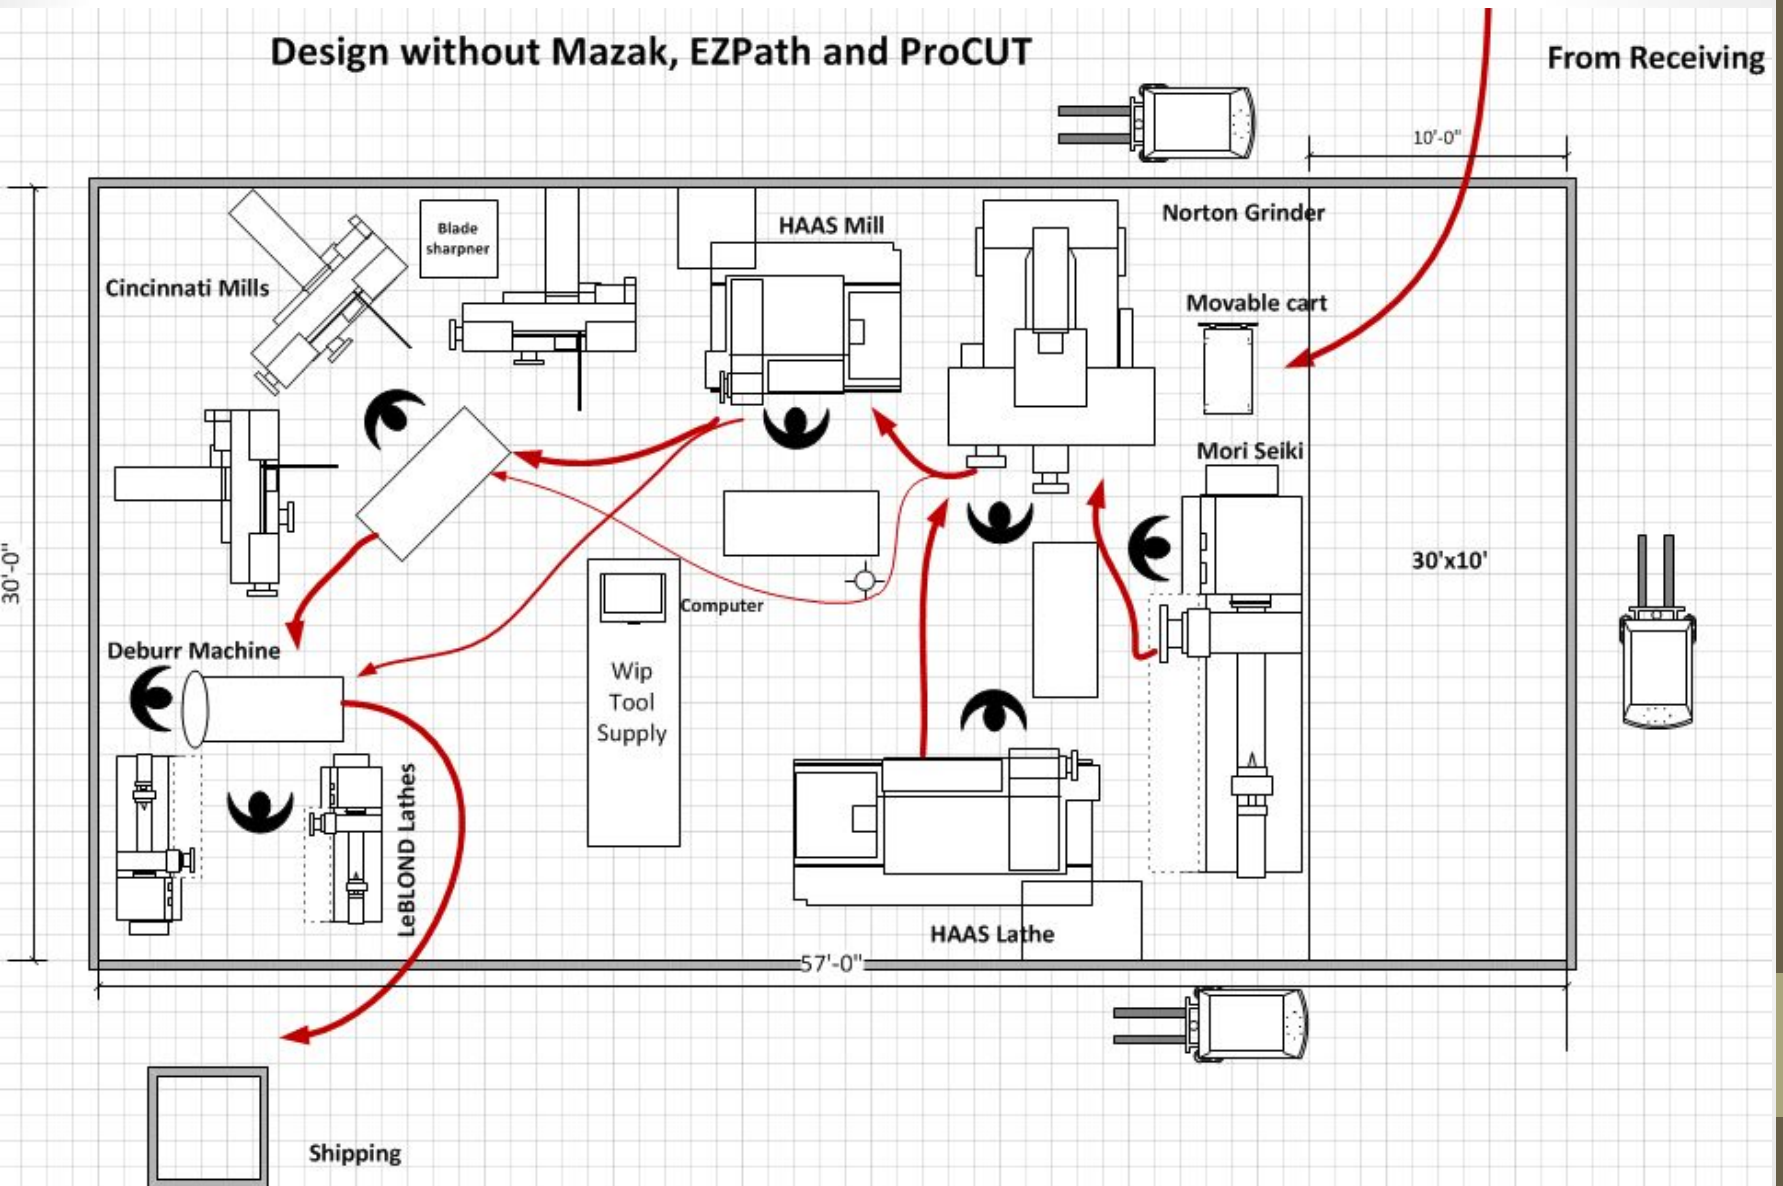 Design without Mazak, EZPath and ProCUT
From Receiving
10'-0"
Norton Grinder
HAAS Mill
Blade
sharpner
Cincinnati Mills
Movable cart
Mori Seiki
30'-0"
30'x10'
Computer
Deburr Machine
Wip
Tool
Supply
LeBLOND Lathes
HAAS Lathe
57'-0"
Shipping